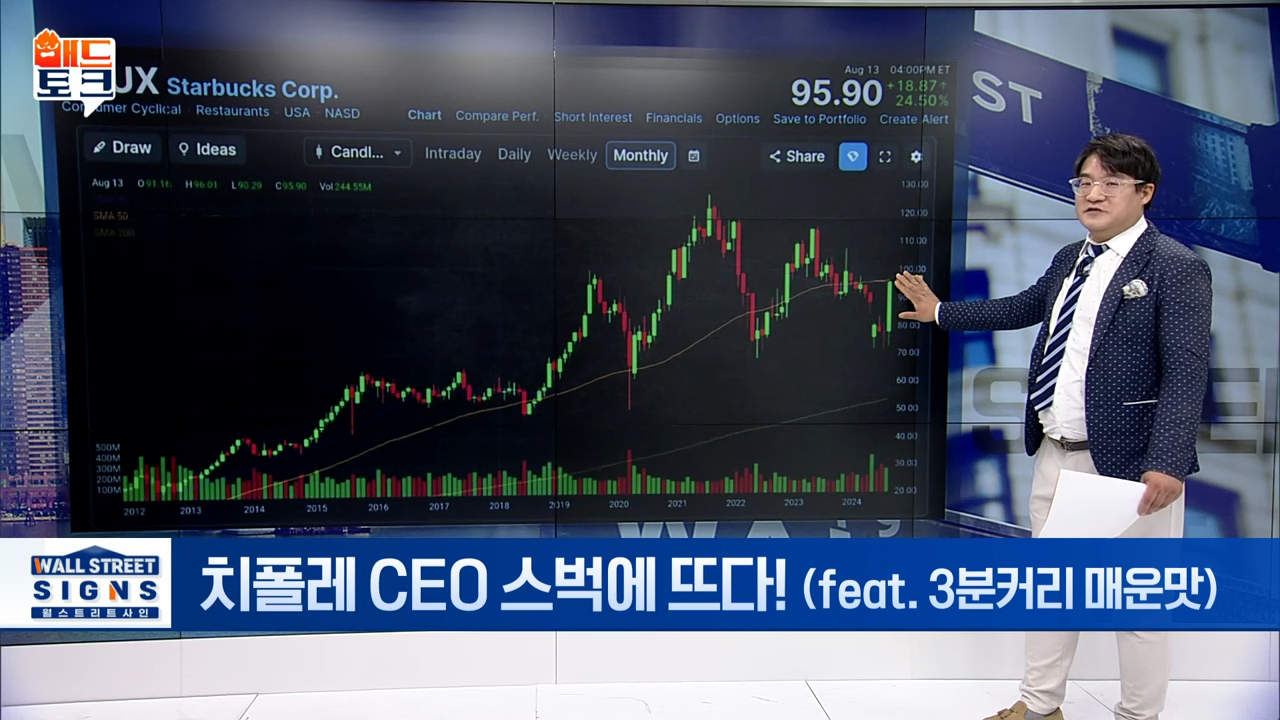 매드
토크
UX Starbucks Corp.
Consumer Cyclical Restaurants USA NASD
Aug 13 04:00PM ET
95.90 +18.87↑
24.50%
Chart Compare Perf. Short Interest Financials Options Save to Portfolio Create Alert
Draw Ideas Candl... Intraday Daily Weekly Monthly Share
Aug 13 O91.16 H96.01 L90.29 C95.90 Vol244.55M
SMA 50
SMA 200
130.00
120.00
110.00
100.00
80.00
70.00
60.00
50.00
40.00
30.00
20.00
500M
400M
300M
200M
100M
2012 2013 2014 2015 2016 2017 2018 2019 2020 2021 2022 2023 2024
ST
WALL STREET
SIGNS
월스트리트사인
치폴레 CEO 스벅에 뜨다! (feat. 3분커리 매운맛)